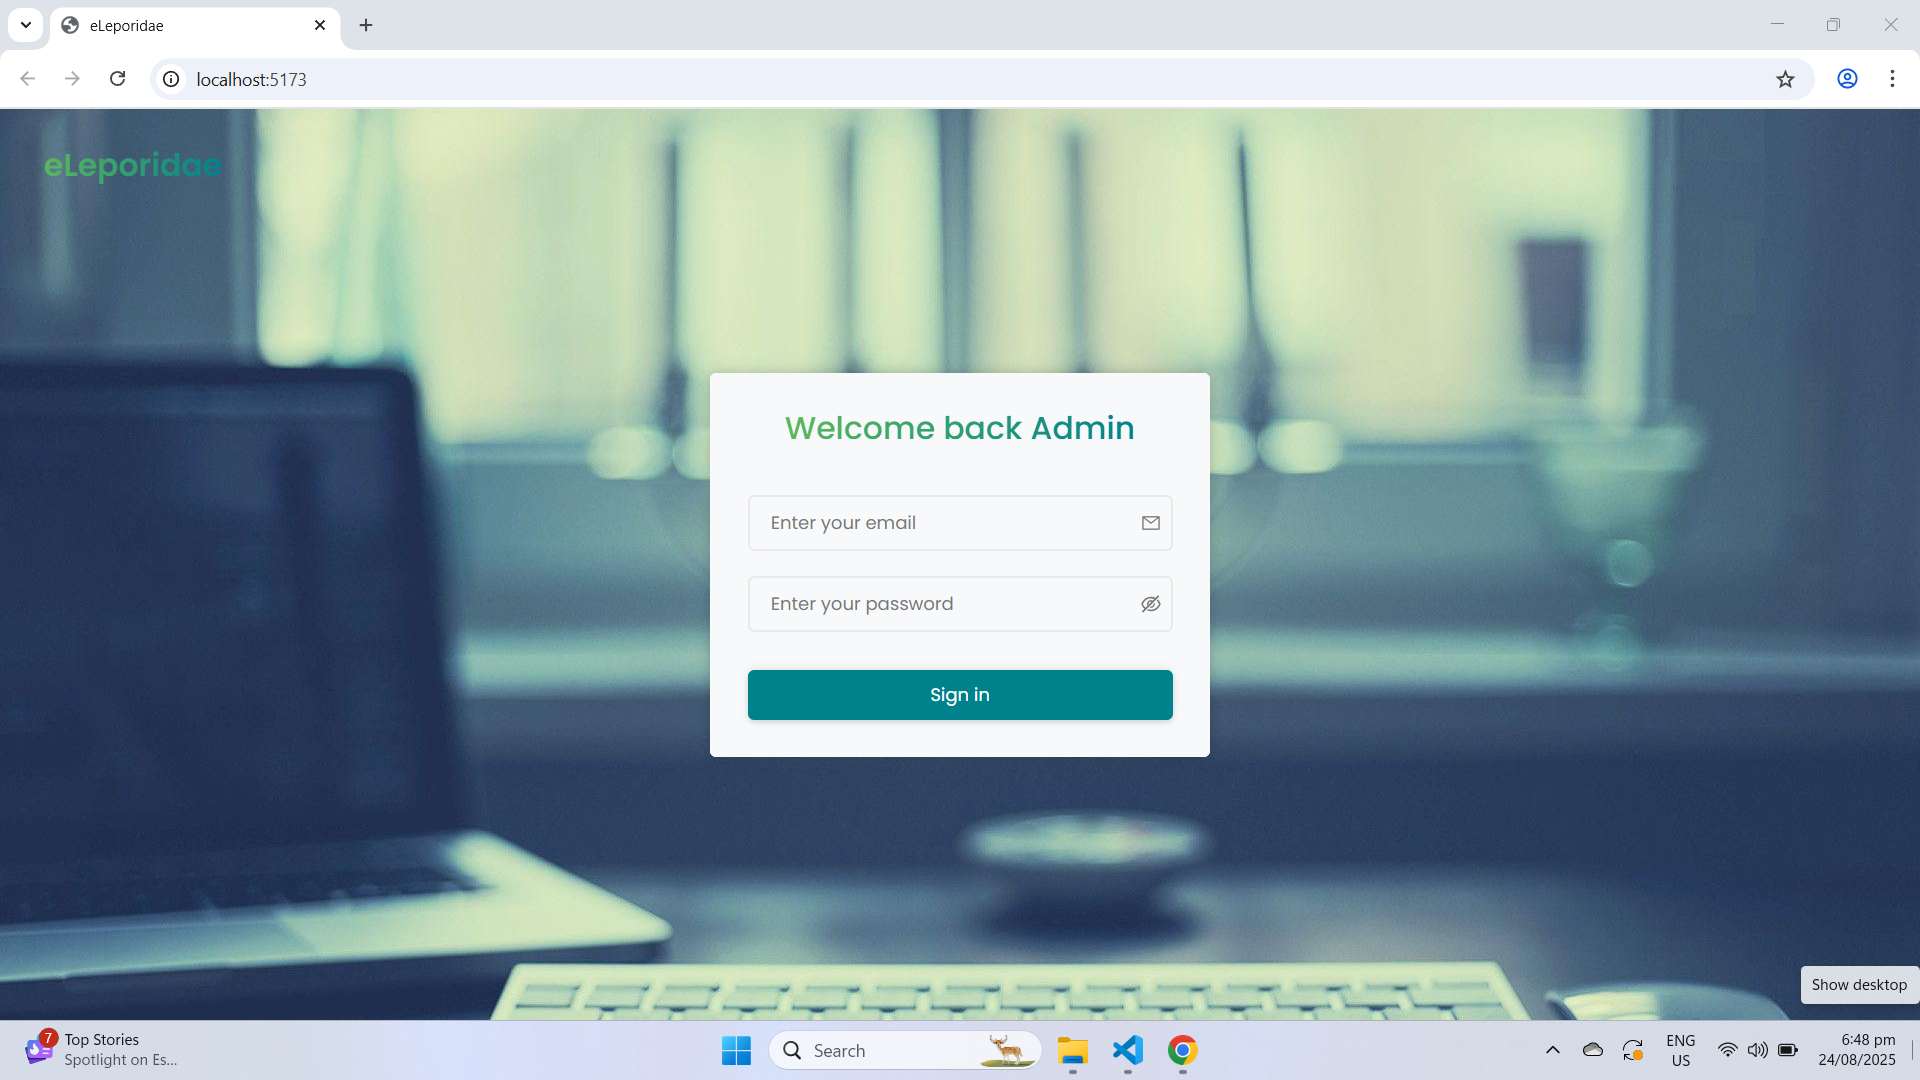 eLeporidae
localhost:5173
eLeporidae
Welcome back Admin
Enter your email
Enter your password
Sign in
Show desktop
7
Top Stories
Spotlight on Es...
Search
ENG
US
6:48 pm
24/08/2025